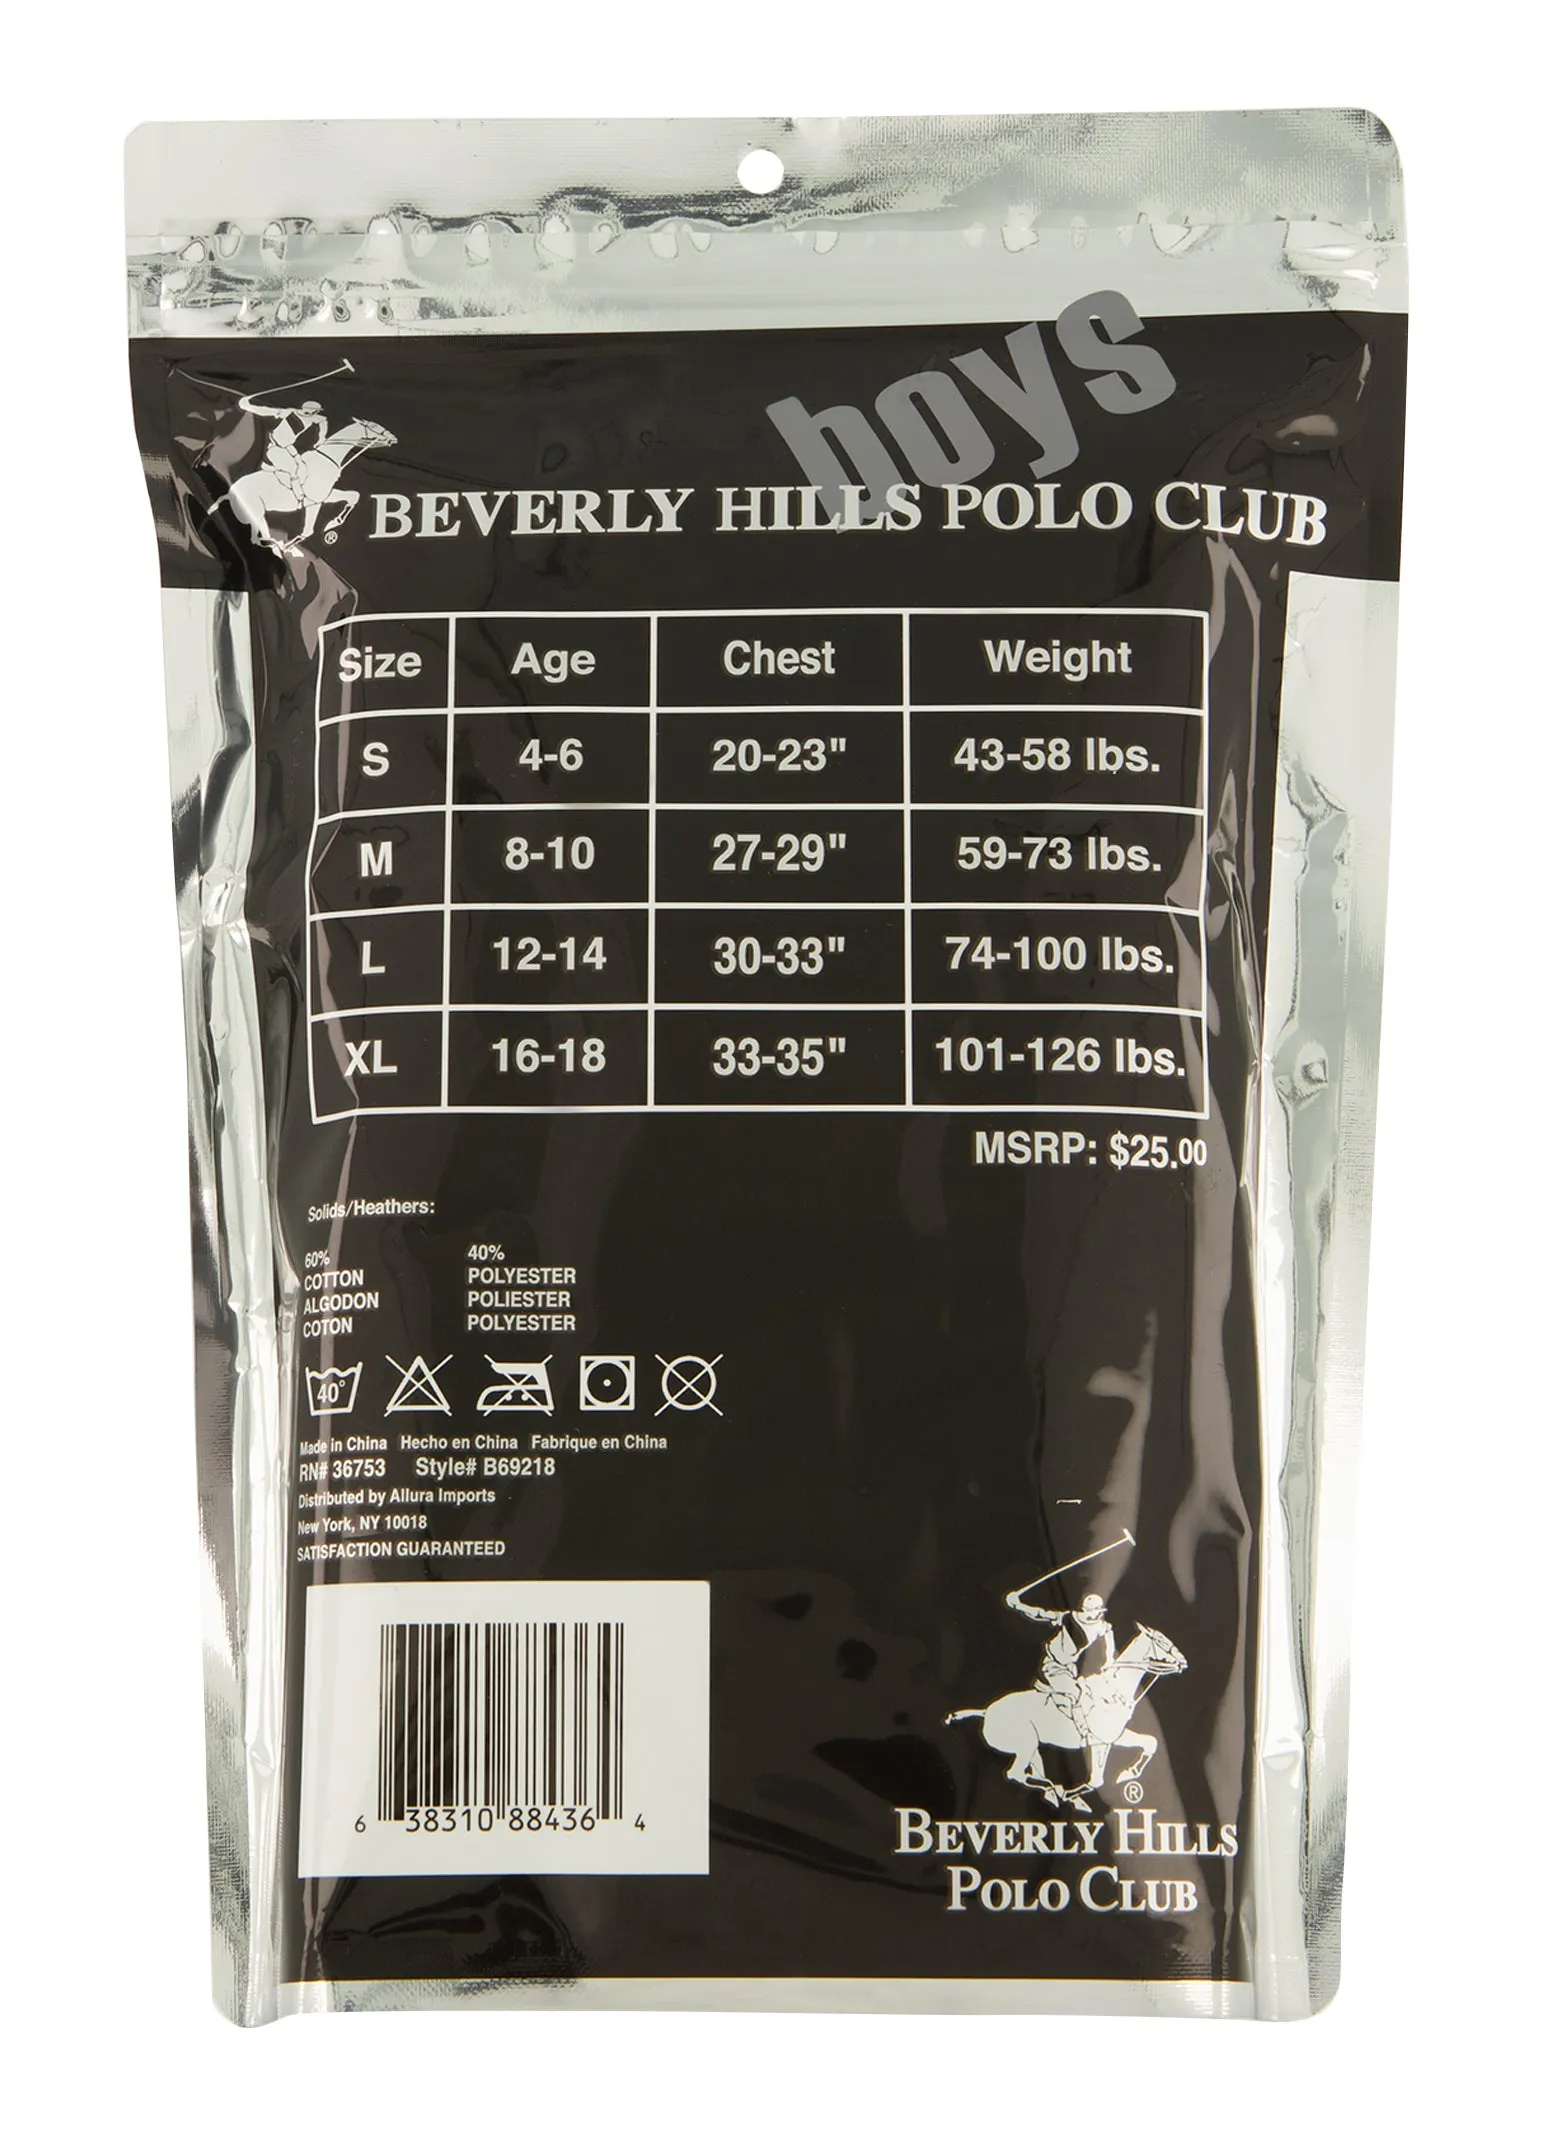 boys
BEVERLY HILLS POLO CLUB
®
Size Age Chest Weight
S 4-6 20-23" 43-58 lbs.
M 8-10 27-29" 59-73 lbs.
L 12-14 30-33" 74-100 lbs.
XL 16-18 33-35" 101-126 lbs.
MSRP: $25.00
Solids/Heathers:
60% 40%
COTTON POLYESTER
ALGODON POLIESTER
COTON POLYESTER
40°
Made in China Hecho en China Fabrique en China
RN# 36753 Style# B69218
Distributed by Allura Imports
New York, NY 10018
SATISFACTION GUARANTEED
6 38310 88436 4
®
BEVERLY HILLS
POLO CLUB